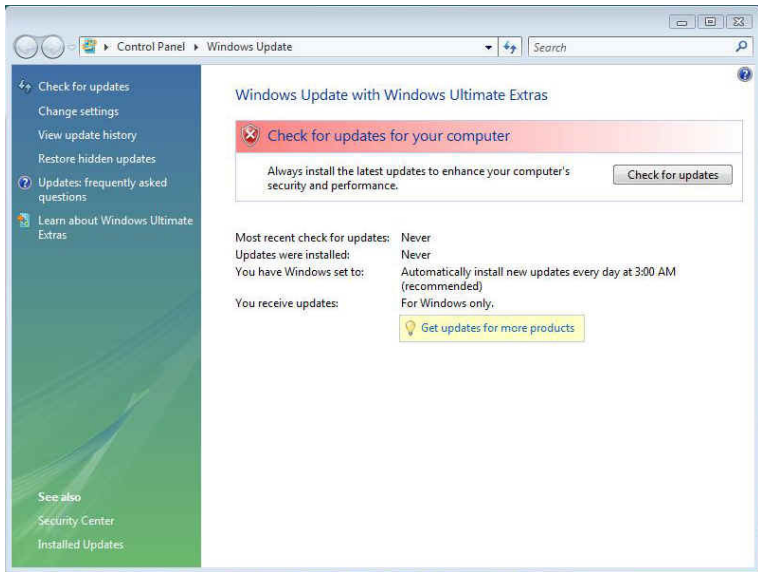 Control Panel Windows Update
Search
Check for updates
Change settings
View update history
Restore hidden updates
Updates: frequently asked
questions
Learn about Windows Ultimate
Extras
See also
Security Center
Installed Updates
Windows Update with Windows Ultimate Extras
Check for updates for your computer
Always install the latest updates to enhance your computer's
security and performance.
Check for updates
Most recent check for updates: Never
Updates were installed: Never
You have Windows set to: Automatically install new updates every day at 3:00 AM
(recommended)
You receive updates: For Windows only.
Get updates for more products